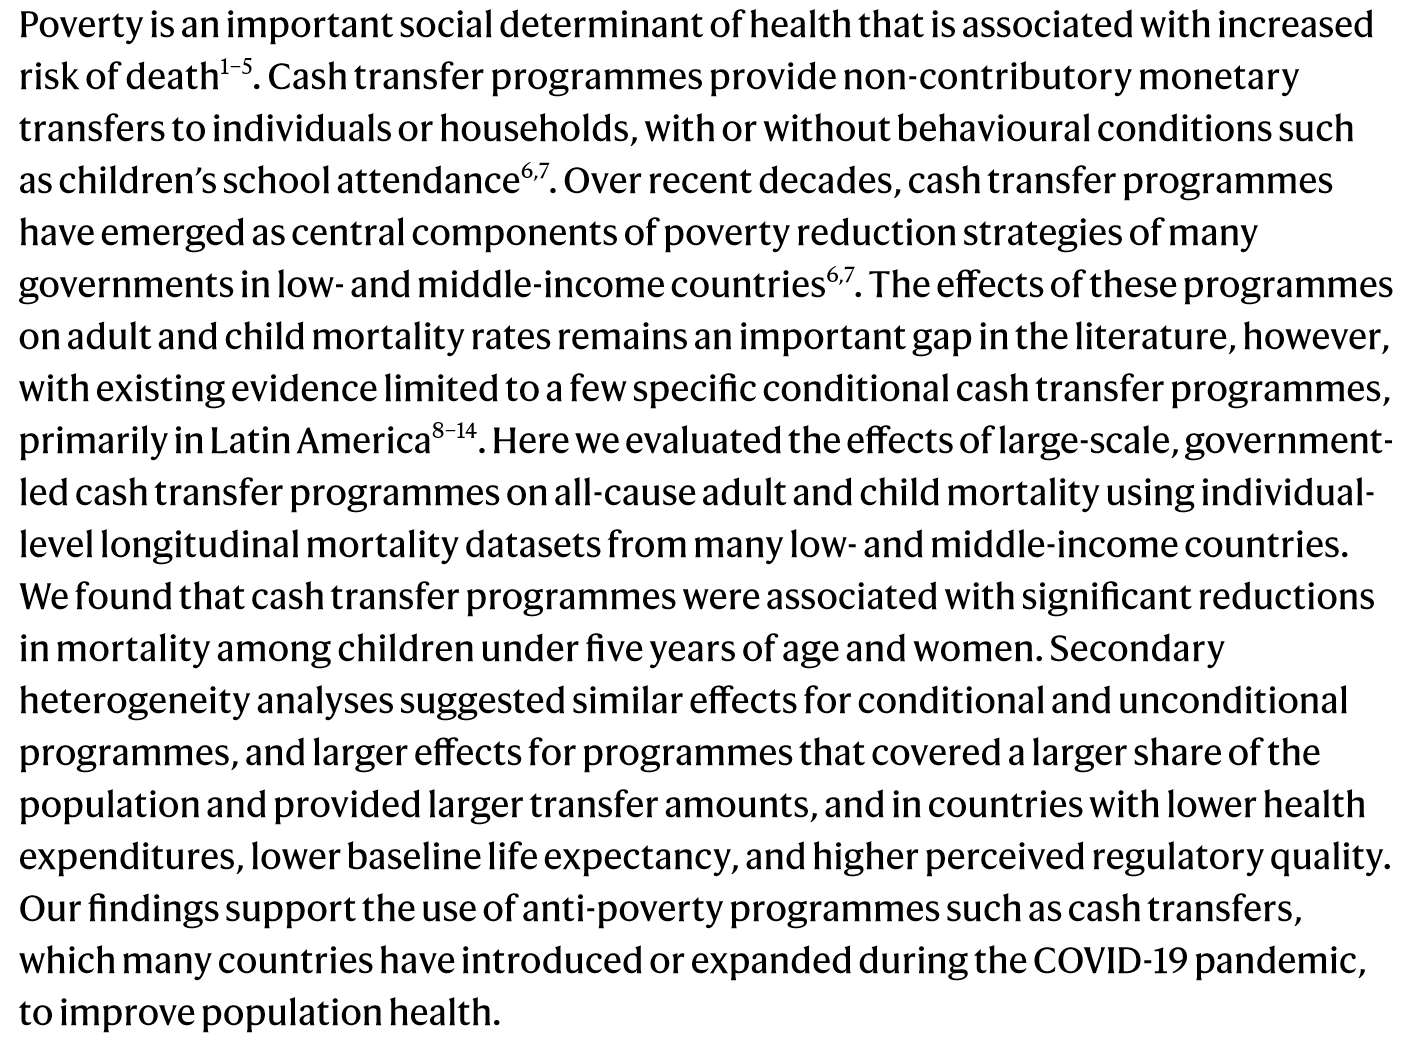 Poverty is an important social determinant of health that is associated with increased
risk of death1–5. Cash transfer programmes provide non-contributory monetary
transfers to individuals or households, with or without behavioural conditions such
as children’s school attendance6,7. Over recent decades, cash transfer programmes
have emerged as central components of poverty reduction strategies of many
governments in low- and middle-income countries6,7. The effects of these programmes
on adult and child mortality rates remains an important gap in the literature, however,
with existing evidence limited to a few specific conditional cash transfer programmes,
primarily in Latin America8–14. Here we evaluated the effects of large-scale, government-
led cash transfer programmes on all-cause adult and child mortality using individual-
level longitudinal mortality datasets from many low- and middle-income countries.
We found that cash transfer programmes were associated with significant reductions
in mortality among children under five years of age and women. Secondary
heterogeneity analyses suggested similar effects for conditional and unconditional
programmes, and larger effects for programmes that covered a larger share of the
population and provided larger transfer amounts, and in countries with lower health
expenditures, lower baseline life expectancy, and higher perceived regulatory quality.
Our findings support the use of anti-poverty programmes such as cash transfers,
which many countries have introduced or expanded during the COVID-19 pandemic,
to improve population health.